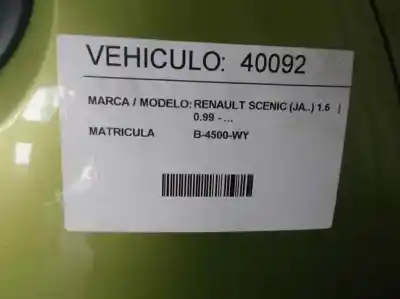 VEHICULO: 40092
MARCA / MODELO: RENAULT SCENIC (JA..) 1.6 |
0.99 - ...
MATRICULA B-4500-WY